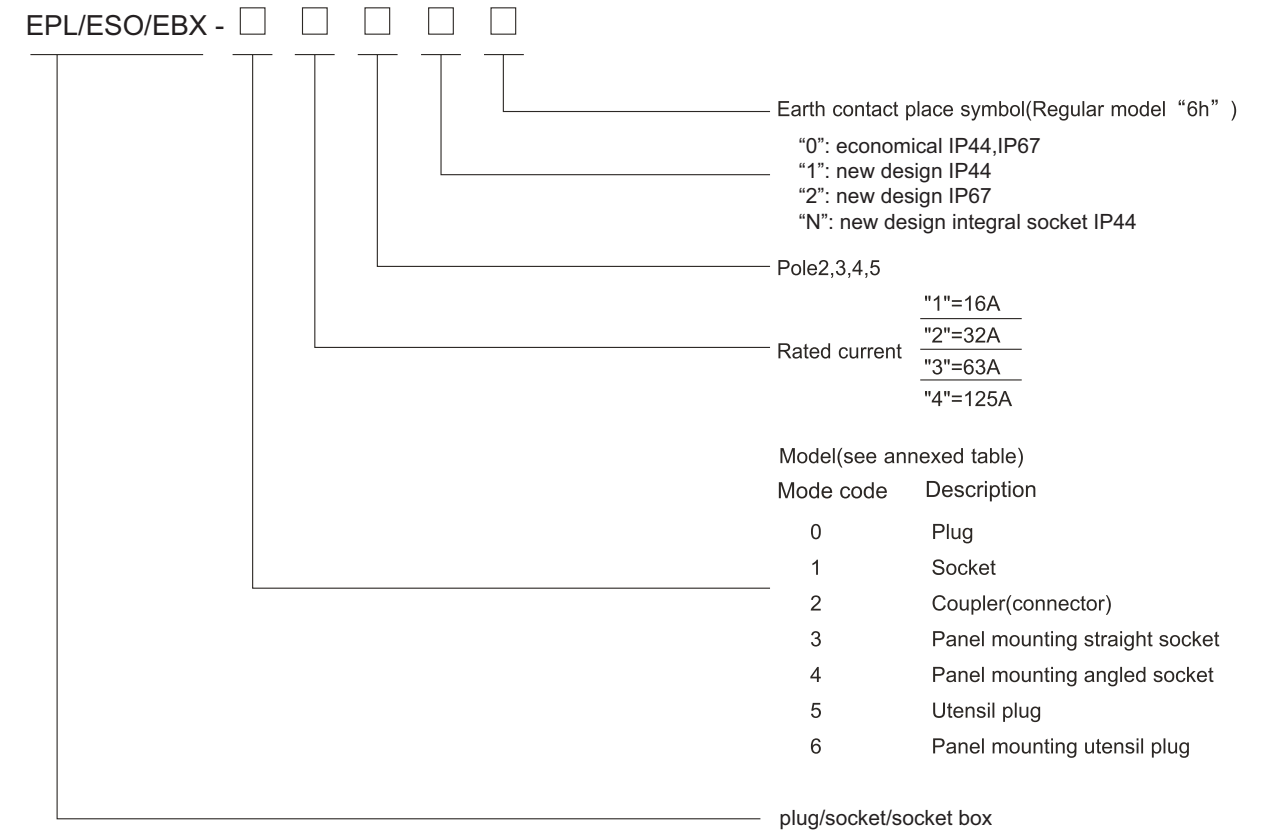 EPL/ESO/EBX - □ □ □ □ □
Earth contact place symbol(Regular model “6h” )
“0”: economical IP44,IP67
“1”: new design IP44
“2”: new design IP67
“N”: new design integral socket IP44
Pole2,3,4,5
Rated current
"1"=16A
"2"=32A
"3"=63A
"4"=125A
Model(see annexed table)
Mode code Description
0 Plug
1 Socket
2 Coupler(connector)
3 Panel mounting straight socket
4 Panel mounting angled socket
5 Utensil plug
6 Panel mounting utensil plug
plug/socket/socket box